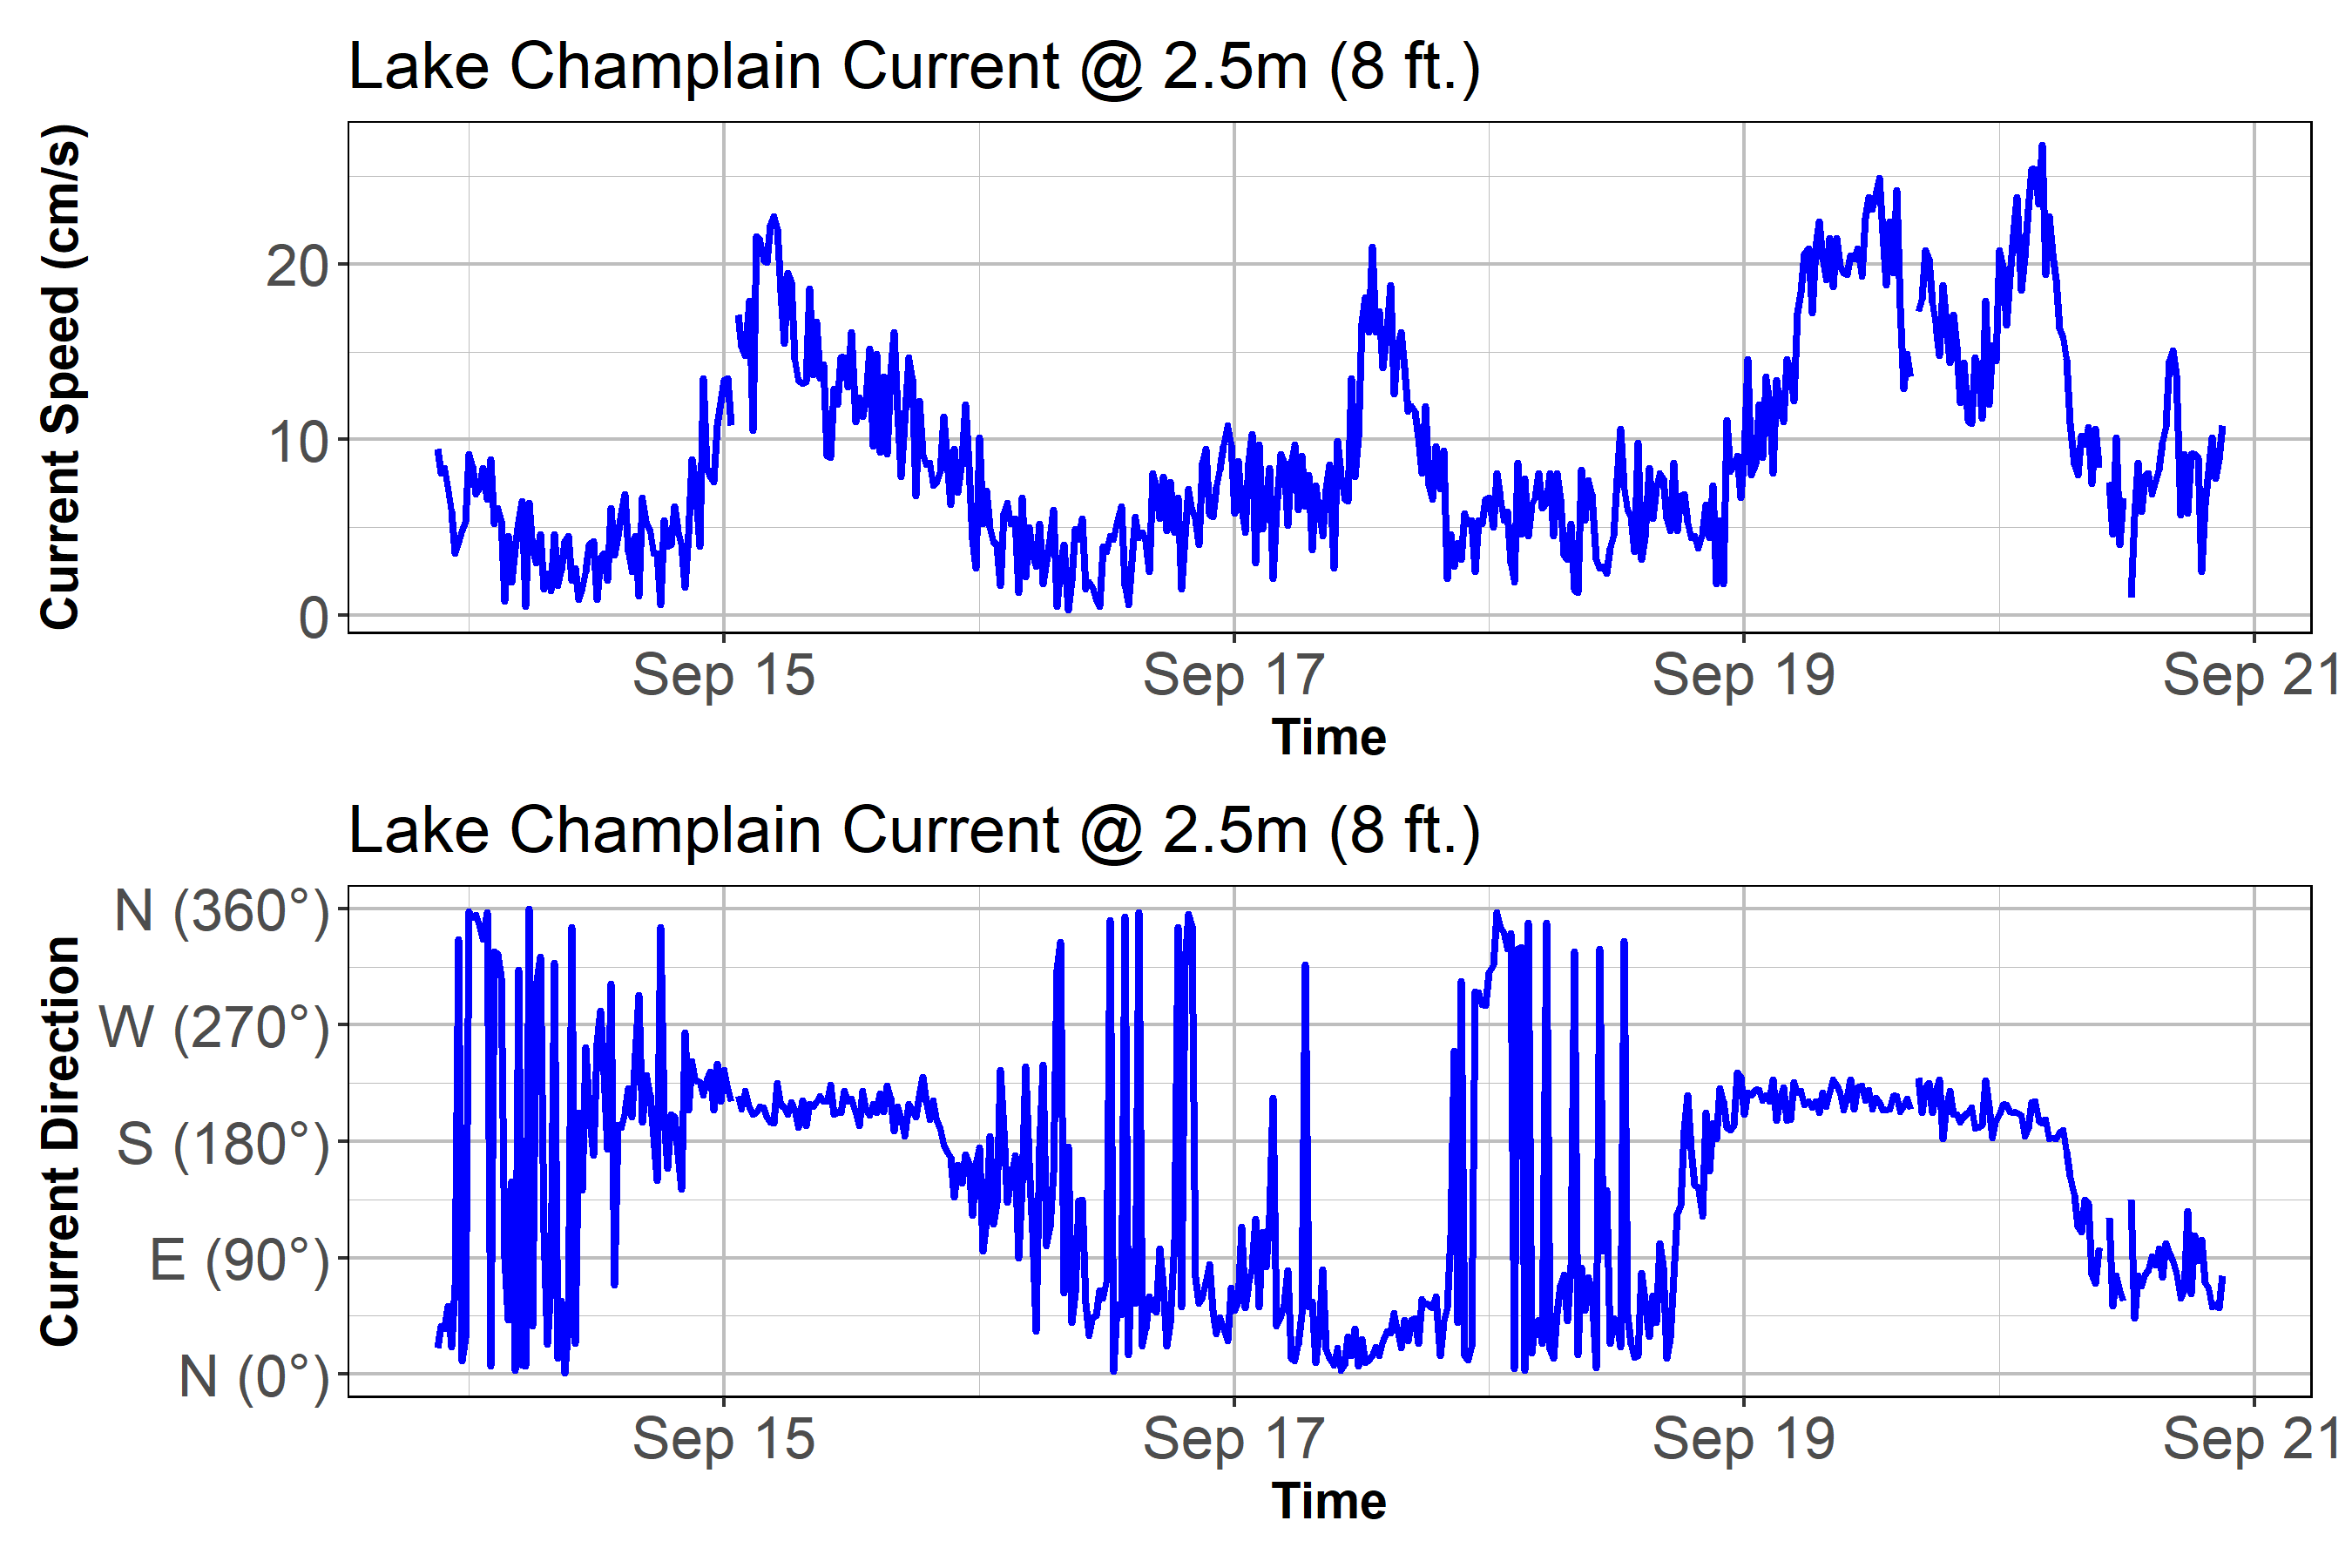 Lake Champlain Current @ 2.5m (8 ft.)
Current Speed (cm/s)
20
10
0
Sep 15 Sep 17 Sep 19 Sep 21
Time
Lake Champlain Current @ 2.5m (8 ft.)
Current Direction
N (360°)
W (270°)
S (180°)
E (90°)
N (0°)
Sep 15 Sep 17 Sep 19 Sep 21
Time